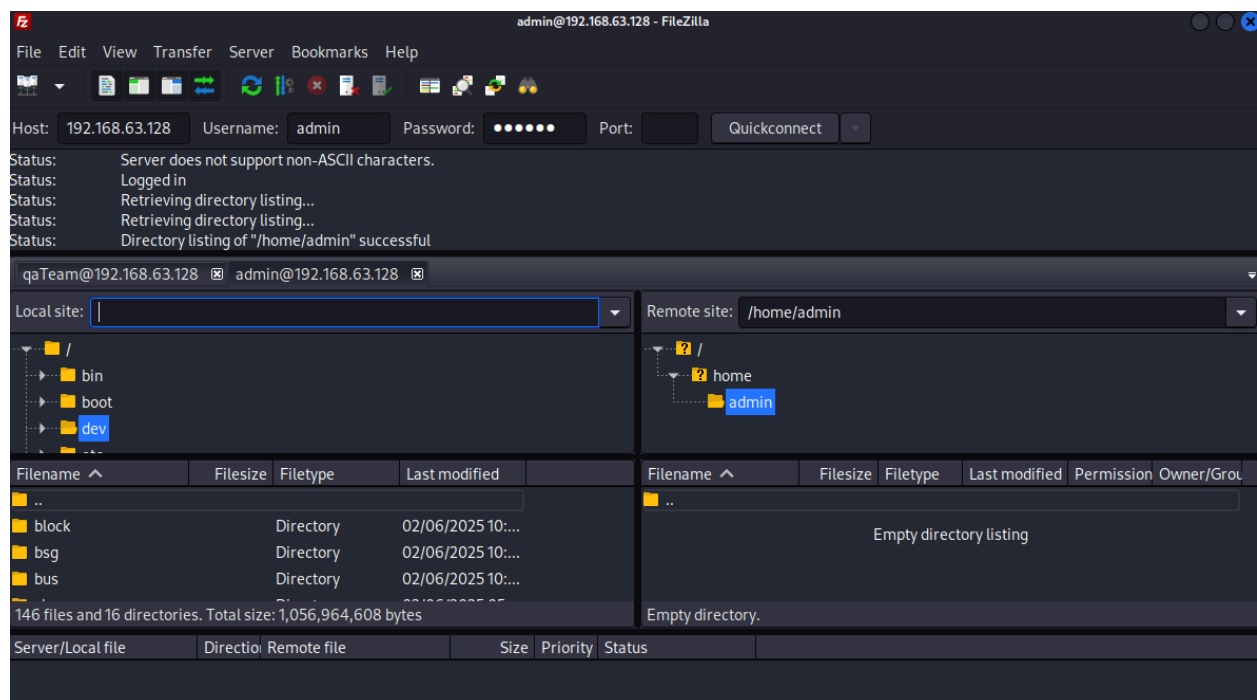 Fz admin@192.168.63.128 - FileZilla
File Edit View Transfer Server Bookmarks Help
Host: 192.168.63.128 Username: admin Password: •••••• Port: Quickconnect
Status: Server does not support non-ASCII characters.
Status: Logged in
Status: Retrieving directory listing...
Status: Retrieving directory listing...
Status: Directory listing of "/home/admin" successful
qaTeam@192.168.63.128 admin@192.168.63.128
Local site: Remote site: /home/admin
/ ? /
bin ? home
boot admin
dev
Filename Filesize Filetype Last modified Filename Filesize Filetype Last modified Permission Owner/Grou
.. ..
block Directory 02/06/2025 10:... Empty directory listing
bsg Directory 02/06/2025 10:...
bus Directory 02/06/2025 10:...
146 files and 16 directories. Total size: 1,056,964,608 bytes Empty directory.
Server/Local file Direction Remote file Size Priority Status